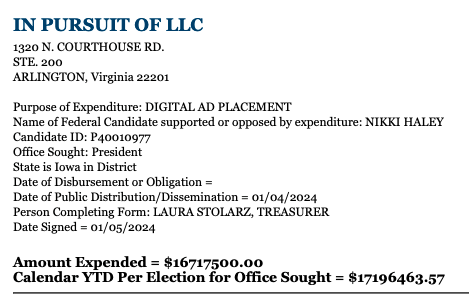 IN PURSUIT OF LLC
1320 N. COURTHOUSE RD.
STE. 200
ARLINGTON, Virginia 22201
Purpose of Expenditure: DIGITAL AD PLACEMENT
Name of Federal Candidate supported or opposed by expenditure: NIKKI HALEY
Candidate ID: P40010977
Office Sought: President
State is Iowa in District
Date of Disbursement or Obligation =
Date of Public Distribution/Dissemination = 01/04/2024
Person Completing Form: LAURA STOLARZ, TREASURER
Date Signed = 01/05/2024
Amount Expended = $16717500.00
Calendar YTD Per Election for Office Sought = $17196463.57